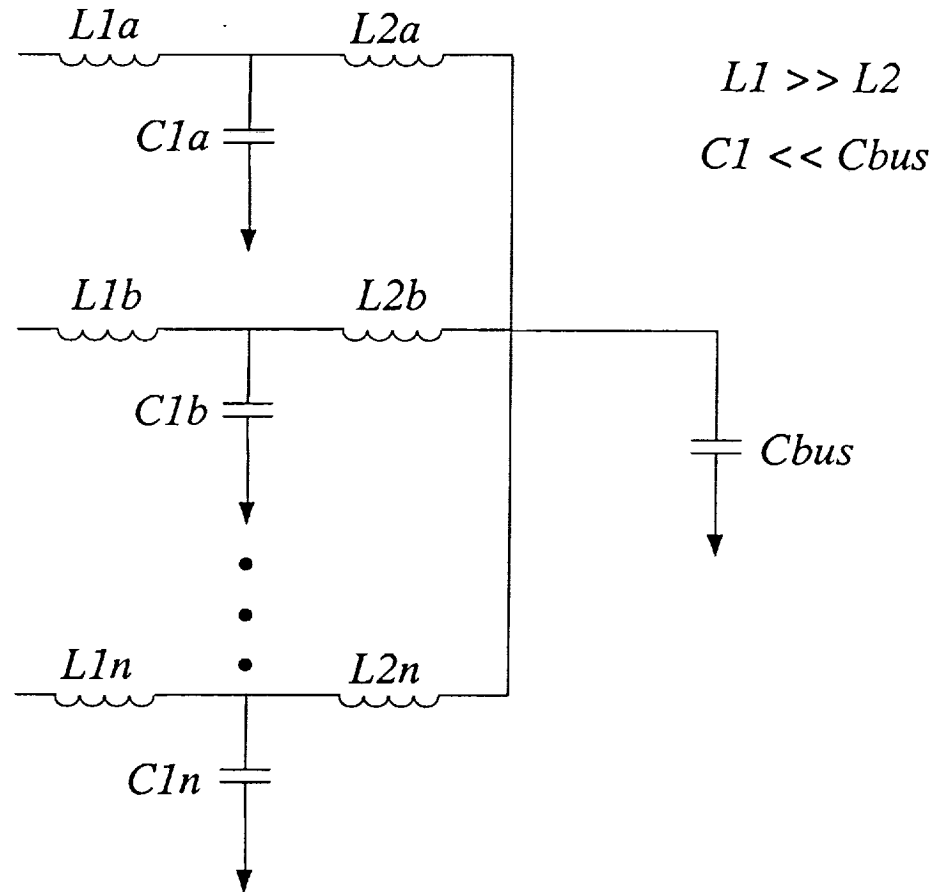 L1a
L2a
L1 >> L2
C1a
C1 << Cbus
L1b
L2b
C1b
Cbus
L1n
L2n
C1n